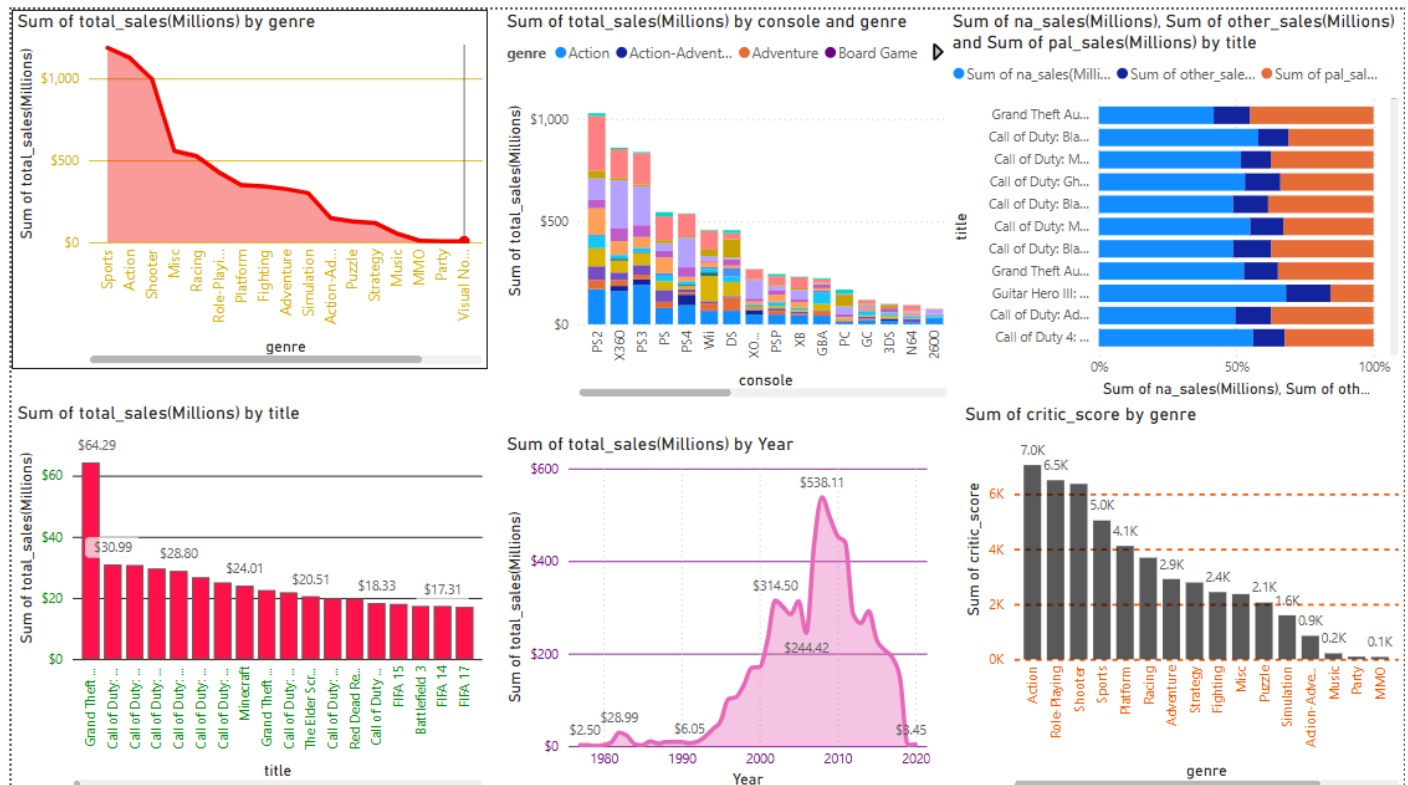 Sum of total_sales(Millions) by genre
Sum of total_sales(Millions)
$1,000
$500
$0
Sports
Action
Shooter
Misc
Racing
Role-Playi...
Platform
Fighting
Adventure
Simulation
Action-Ad...
Puzzle
Strategy
Music
MMO
Party
Visual No...
genre
Sum of total_sales(Millions) by console and genre
genre Action Action-Advent... Adventure Board Game
Sum of total_sales(Millions)
$1,000
$500
$0
PS2
X360
PS3
PS
PS4
Wii
DS
XO...
PSP
XB
GBA
PC
GC
3DS
N64
2600
console
Sum of na_sales(Millions), Sum of other_sales(Millions)
and Sum of pal_sales(Millions) by title
Sum of na_sales(Milli... Sum of other_sale... Sum of pal_sal...
title
Grand Theft Au...
Call of Duty: Bla...
Call of Duty: M...
Call of Duty: Gh...
Call of Duty: Bla...
Call of Duty: M...
Call of Duty: Bla...
Grand Theft Au...
Guitar Hero III: ...
Call of Duty: Ad...
Call of Duty 4: ...
0% 50% 100%
Sum of na_sales(Millions), Sum of oth...
Sum of total_sales(Millions) by title
Sum of total_sales(Millions)
$60
$40
$20
$0
$64.29
$30.99
$28.80
$24.01
$20.51
$18.33
$17.31
Grand Theft ...
Call of Duty: ...
Call of Duty: ...
Call of Duty: ...
Call of Duty: ...
Call of Duty: ...
Call of Duty: ...
Minecraft
Grand Theft ...
Call of Duty: ...
The Elder Scr...
Call of Duty: ...
Red Dead Re...
Call of Duty ...
FIFA 15
Battlefield 3
FIFA 14
FIFA 17
title
Sum of total_sales(Millions) by Year
Sum of total_sales(Millions)
$600
$400
$200
$0
$2.50
$28.99
$6.05
$314.50
$244.42
$538.11
$3.45
1980 1990 2000 2010 2020
Year
Sum of critic_score by genre
Sum of critic_score
6K
4K
2K
0K
7.0K
6.5K
5.0K
4.1K
2.9K
2.4K
2.1K
1.6K
0.9K
0.2K
0.1K
Action
Role-Playing
Shooter
Sports
Platform
Racing
Adventure
Strategy
Fighting
Misc
Puzzle
Simulation
Action-Adve...
Music
Party
MMO
genre